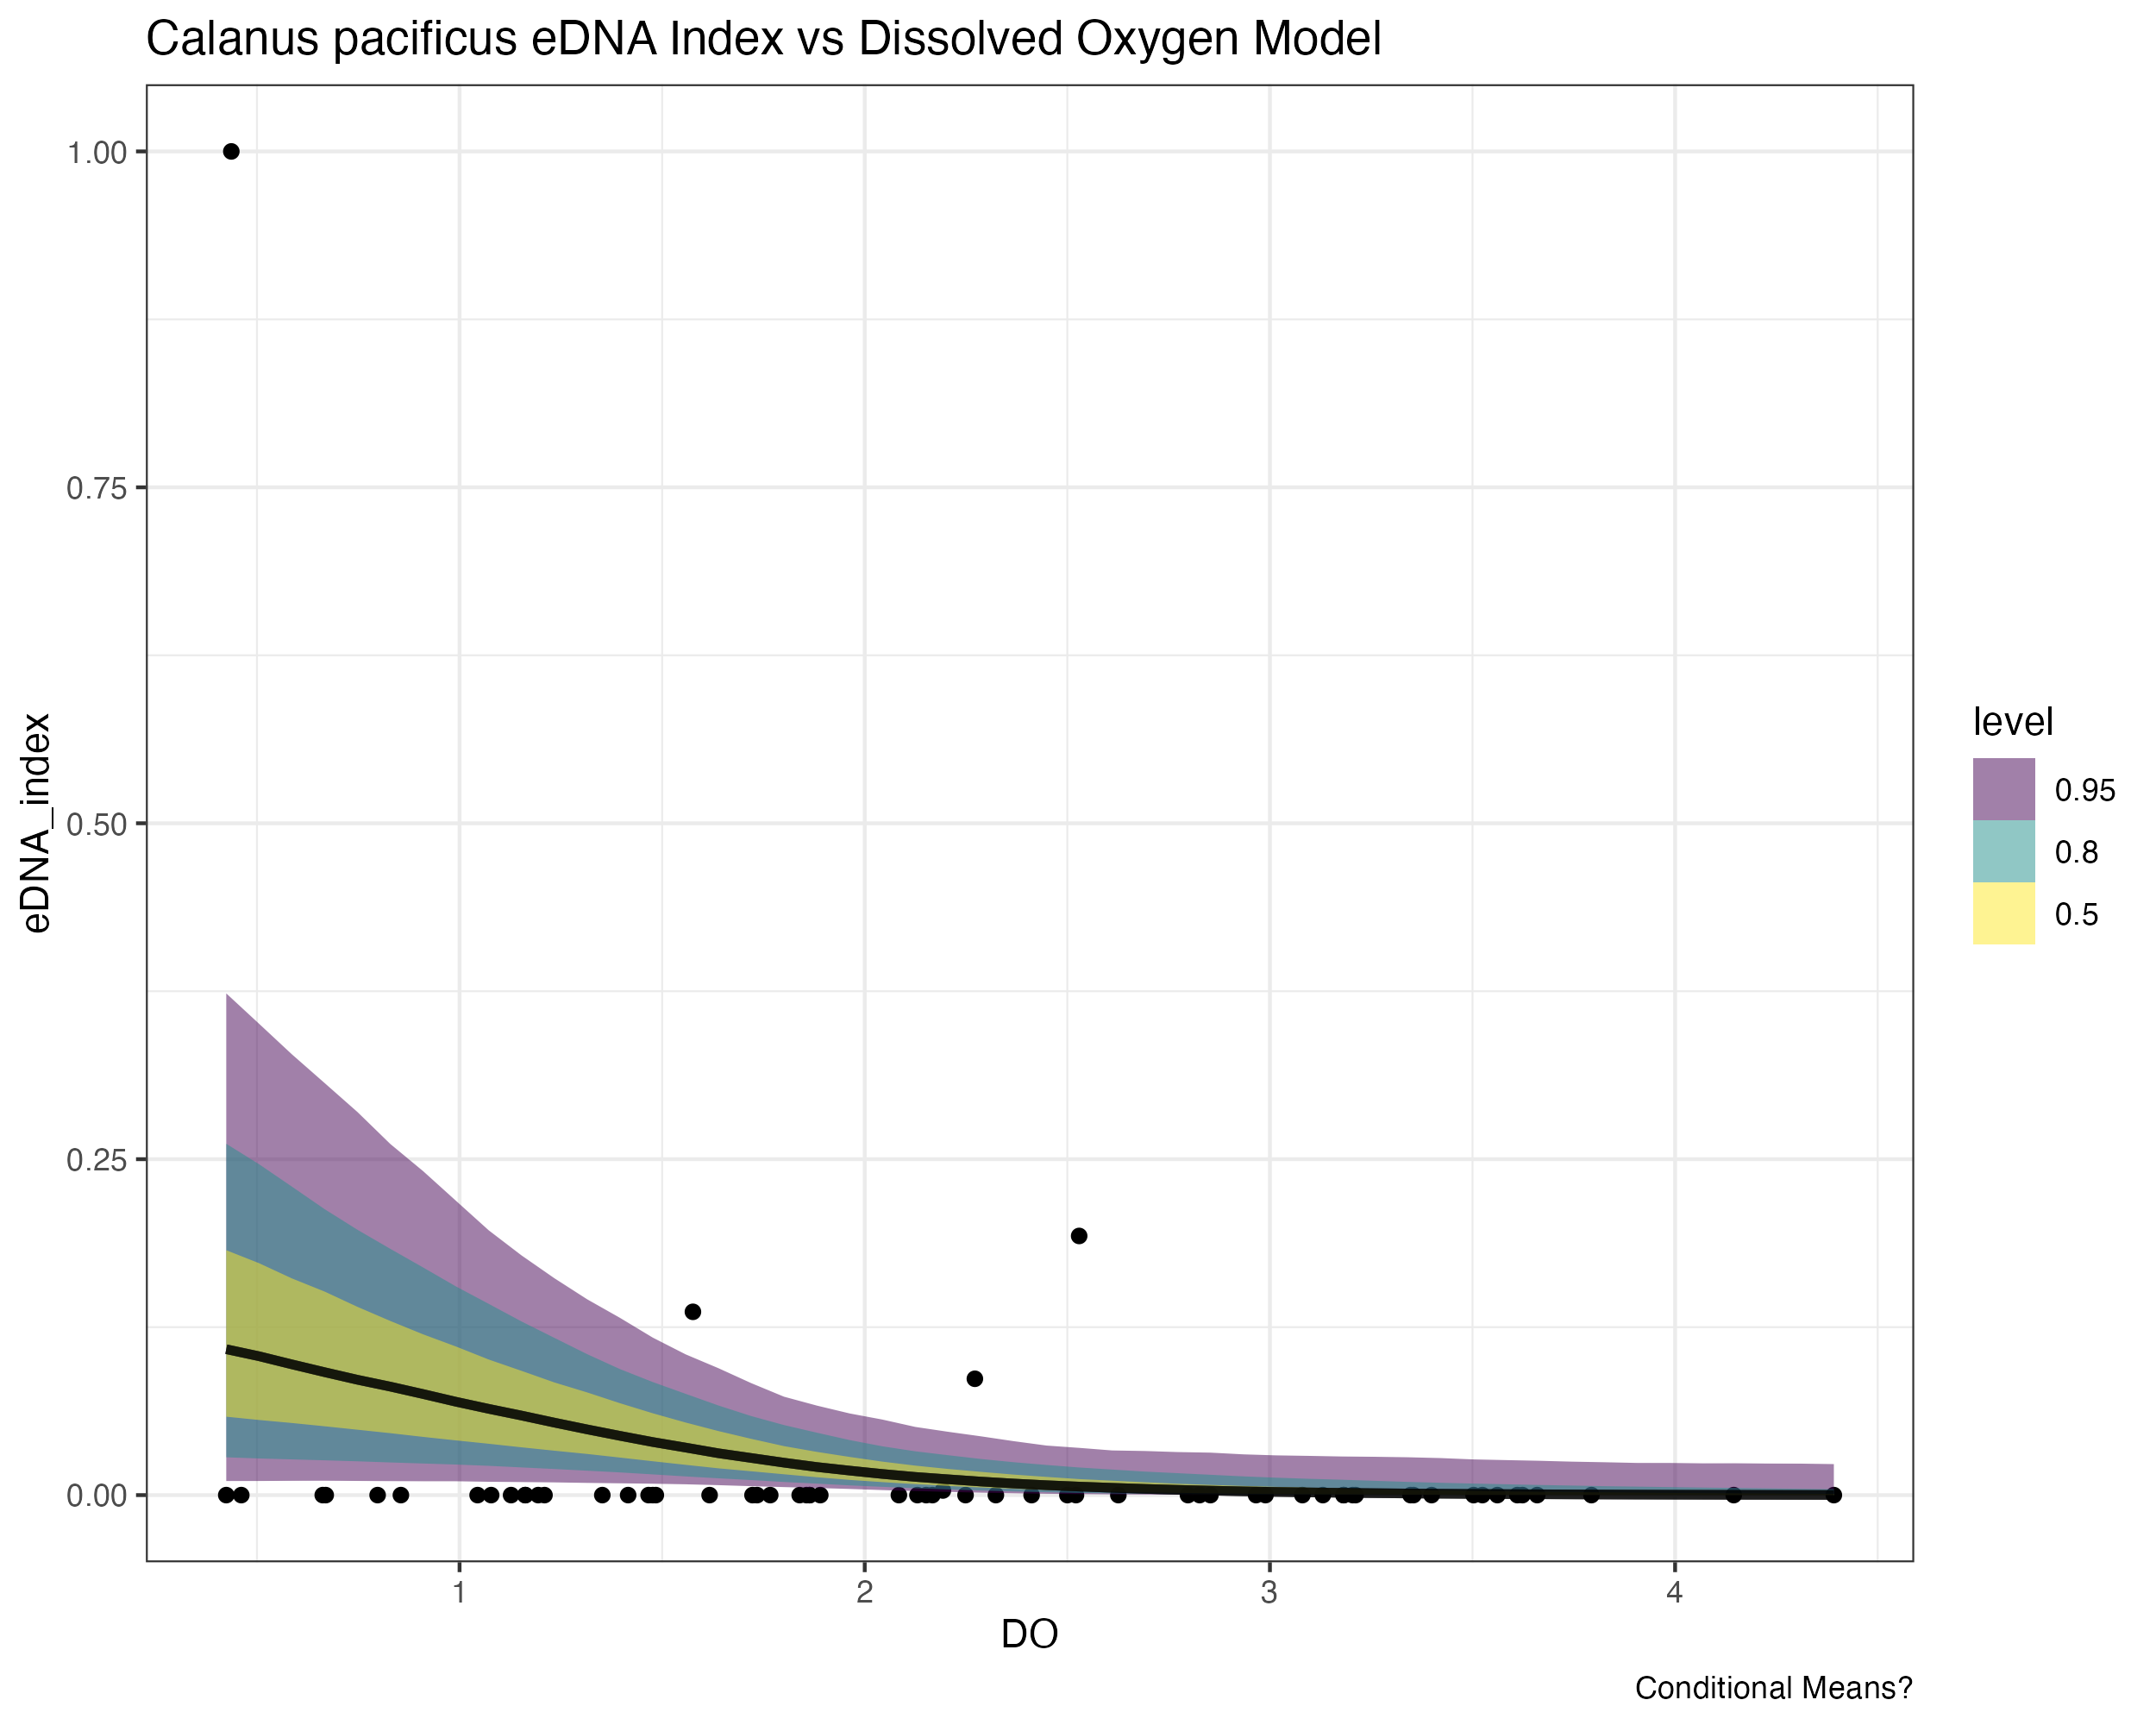 Calanus pacificus eDNA Index vs Dissolved Oxygen Model
1.00
0.75
0.50
0.25
0.00
eDNA_index
1 2 3 4
DO
level
0.95
0.8
0.5
Conditional Means?